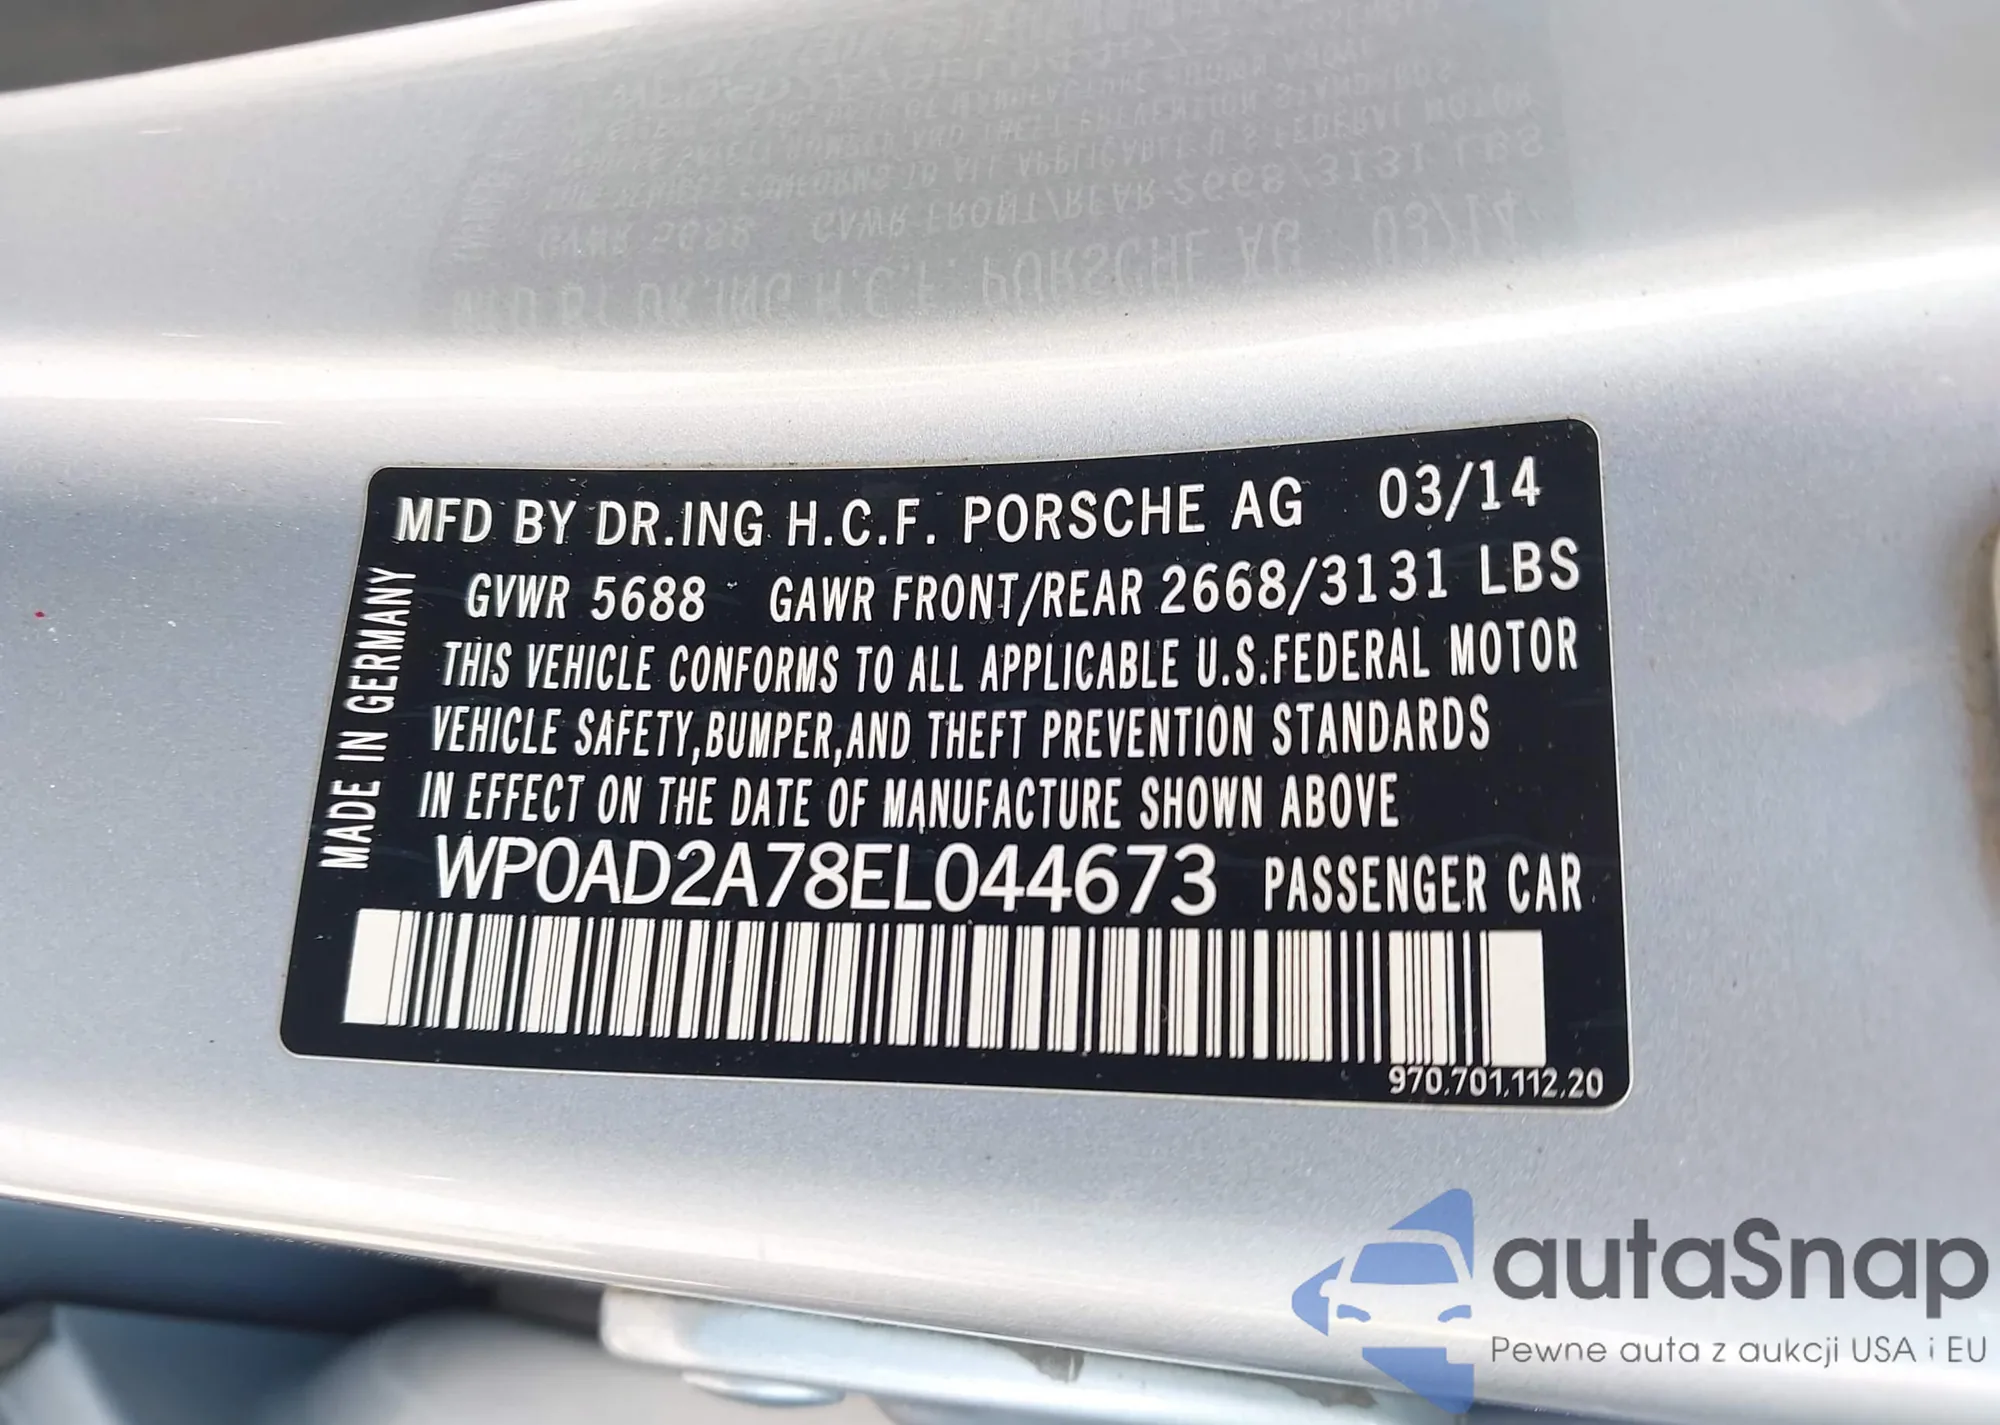 MFD BY DR.ING H.C.F. PORSCHE AG 03/14
GVWR 5688 GAWR FRONT/REAR 2668/3131 LBS
THIS VEHICLE CONFORMS TO ALL APPLICABLE U.S.FEDERAL MOTOR
VEHICLE SAFETY,BUMPER,AND THEFT PREVENTION STANDARDS
IN EFFECT ON THE DATE OF MANUFACTURE SHOWN ABOVE
WP0AD2A78EL044673 PASSENGER CAR
MADE IN GERMANY
970.701.112.20
autaSnap
Pewne auta z aukcji USA i EU